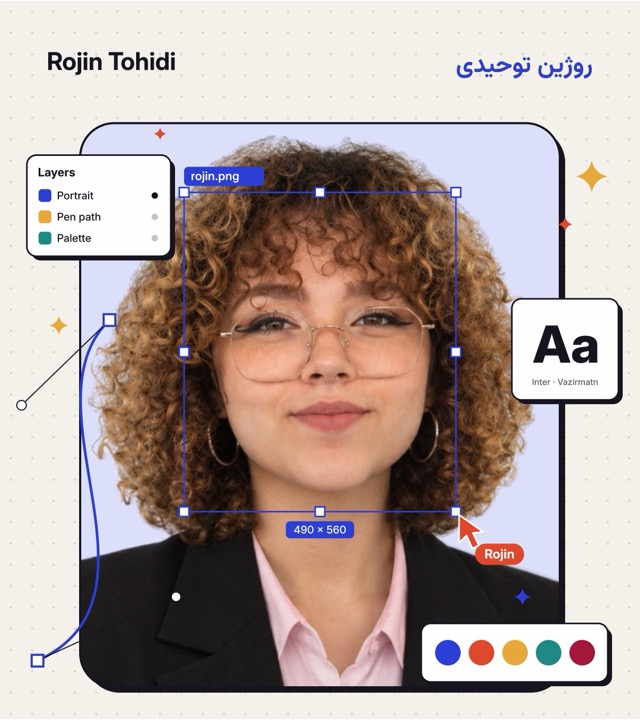 Rojin Tohidi
روژین توحیدی
Layers
Portrait
Pen path
Palette
rojin.png
Aa
Inter · Vazirmatn
490 × 560
Rojin